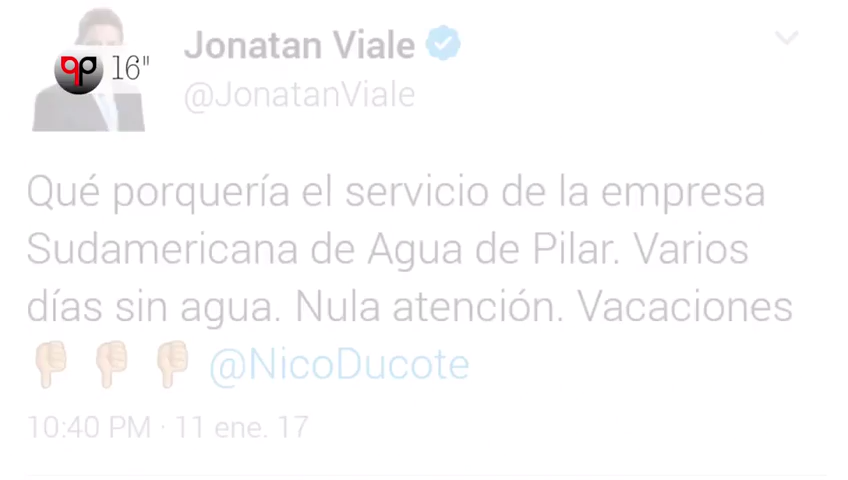 Jonatan Viale
qp 16"
@JonatanViale
Qué porquería el servicio de la empresa
Sudamericana de Agua de Pilar. Varios
días sin agua. Nula atención. Vacaciones
👎🏻 👎🏻 👎🏻 @NicoDucote
10:40 PM · 11 ene. 17